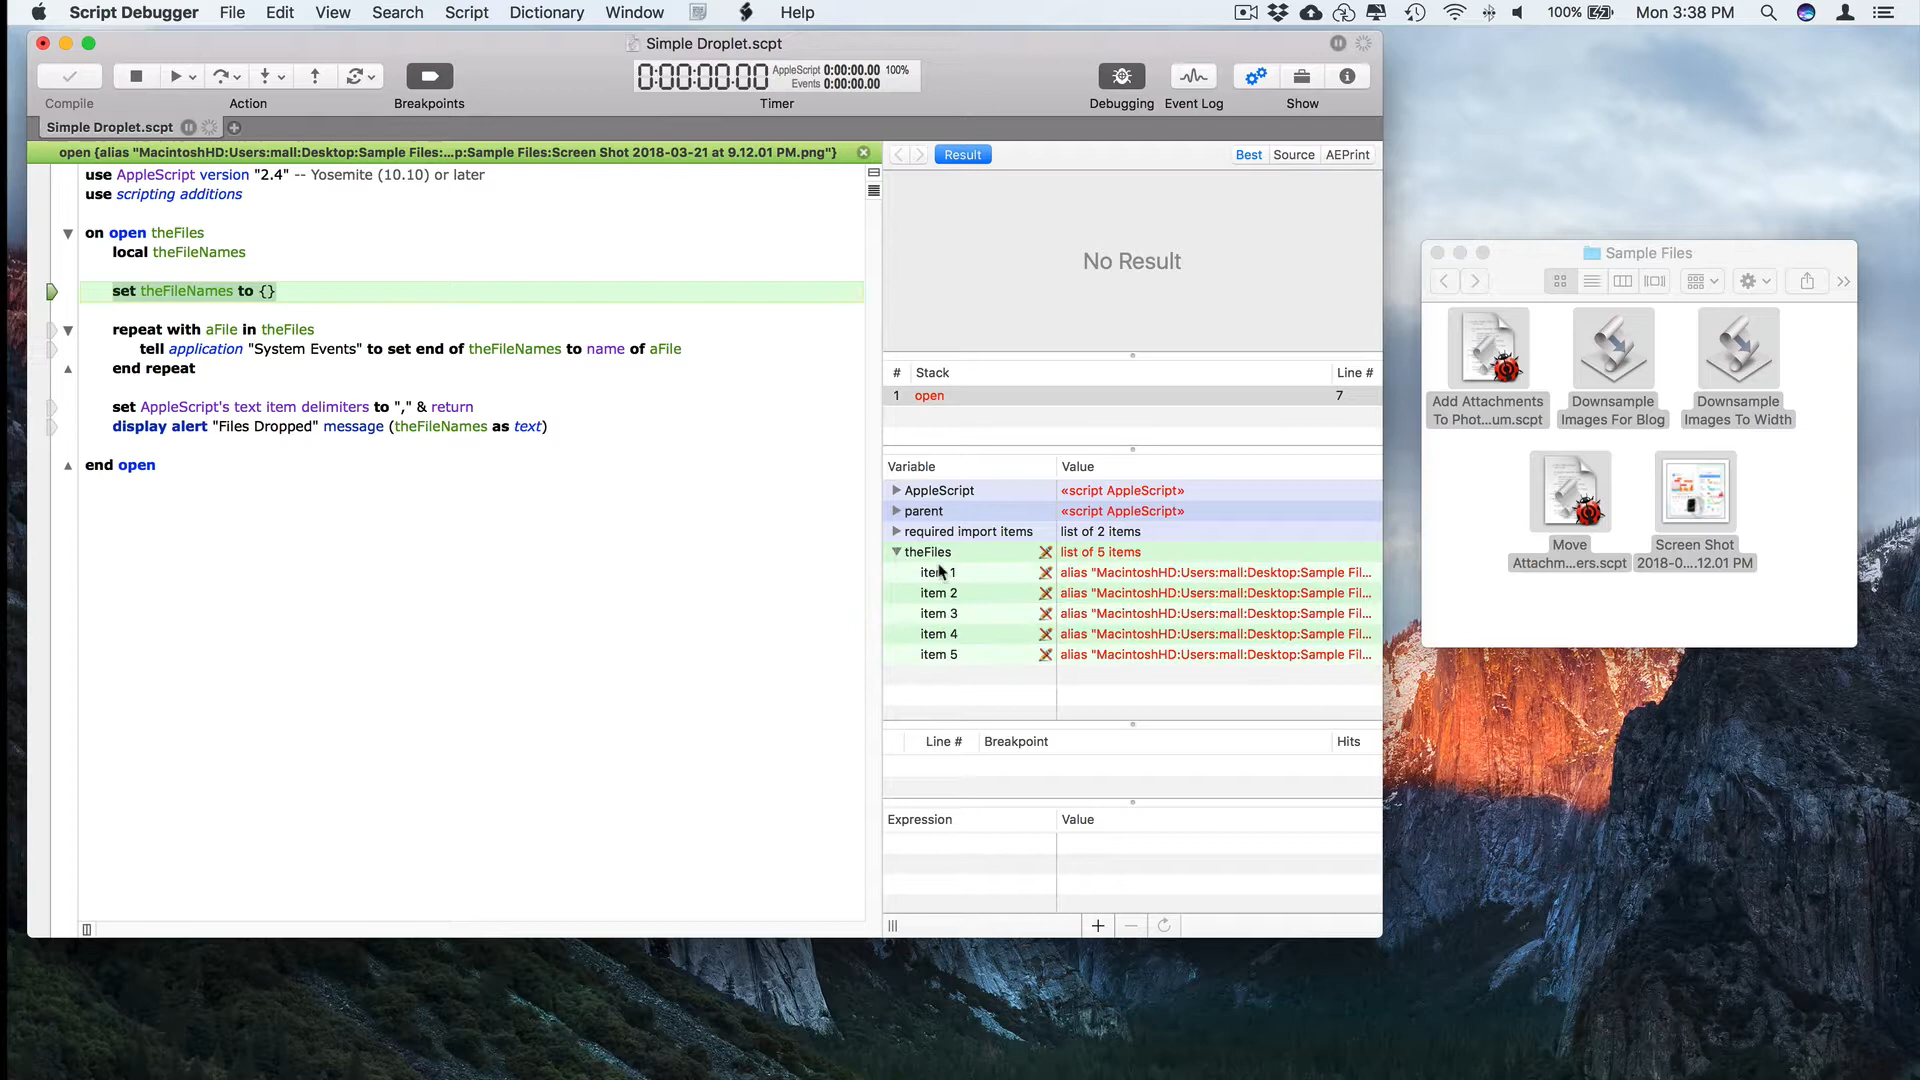 Script Debugger File Edit View Search Script Dictionary Window Help
100% Mon 3:38 PM
Simple Droplet.scpt
0:00:00:00 AppleScript 0:00:00.00 100%
Events 0:00:00.00
Compile Action Breakpoints Timer Debugging Event Log Show
Simple Droplet.scpt
open {alias "MacintoshHD:Users:mall:Desktop:Sample Files:...p:Sample Files:Screen Shot 2018-03-21 at 9.12.01 PM.png"}
use AppleScript version "2.4" -- Yosemite (10.10) or later
use scripting additions
on open theFiles
local theFileNames
set theFileNames to {}
repeat with aFile in theFiles
tell application "System Events" to set end of theFileNames to name of aFile
end repeat
set AppleScript's text item delimiters to "," & return
display alert "Files Dropped" message (theFileNames as text)
end open
Result Best Source AEPrint
No Result
# Stack Line #
1 open 7
Variable Value
AppleScript «script AppleScript»
parent «script AppleScript»
required import items list of 2 items
theFiles list of 5 items
item 1 alias "MacintoshHD:Users:mall:Desktop:Sample Fil...
item 2 alias "MacintoshHD:Users:mall:Desktop:Sample Fil...
item 3 alias "MacintoshHD:Users:mall:Desktop:Sample Fil...
item 4 alias "MacintoshHD:Users:mall:Desktop:Sample Fil...
item 5 alias "MacintoshHD:Users:mall:Desktop:Sample Fil...
Line # Breakpoint Hits
Expression Value
Sample Files
Add Attachments
To Phot...um.scpt
Downsample
Images For Blog
Downsample
Images To Width
Move
Attachm...ers.scpt
Screen Shot
2018-0....12.01 PM